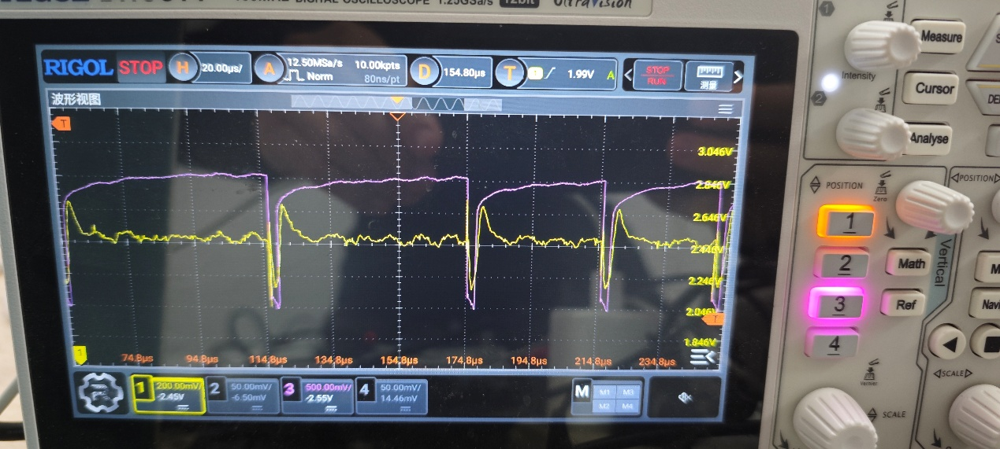 DIGITAL OSCILLOSCOPE 1.25GSa/s 12bit UltraVision
RIGOL STOP H 20.00μs/ A 12.50MSa/s 10.00kpts D 154.80μs T 1 1.99V A STOP
Norm 80ns/pt RUN 测量
波形视图
T
3.046V
2.846V
2.646V
2.446V
2.246V
2.046V
T
1.846V
1
74.8μs 94.8μs 114.8μs 134.8μs 154.8μs 174.8μs 194.8μs 214.8μs 234.8μs
1 200.00mV/ 2 50.00mV/ 3 500.00mV/ 4 50.00mV/ M M1 M3
-2.45V -6.50mV -2.55V 14.46mV M2 M4
1
Measure
Intensity
2
Cursor
Analyse
POSITION
Zero
POSITION
1
2
Math
Vertical
3
Ref
Navi
4
Vernier
SCALE
SCALE